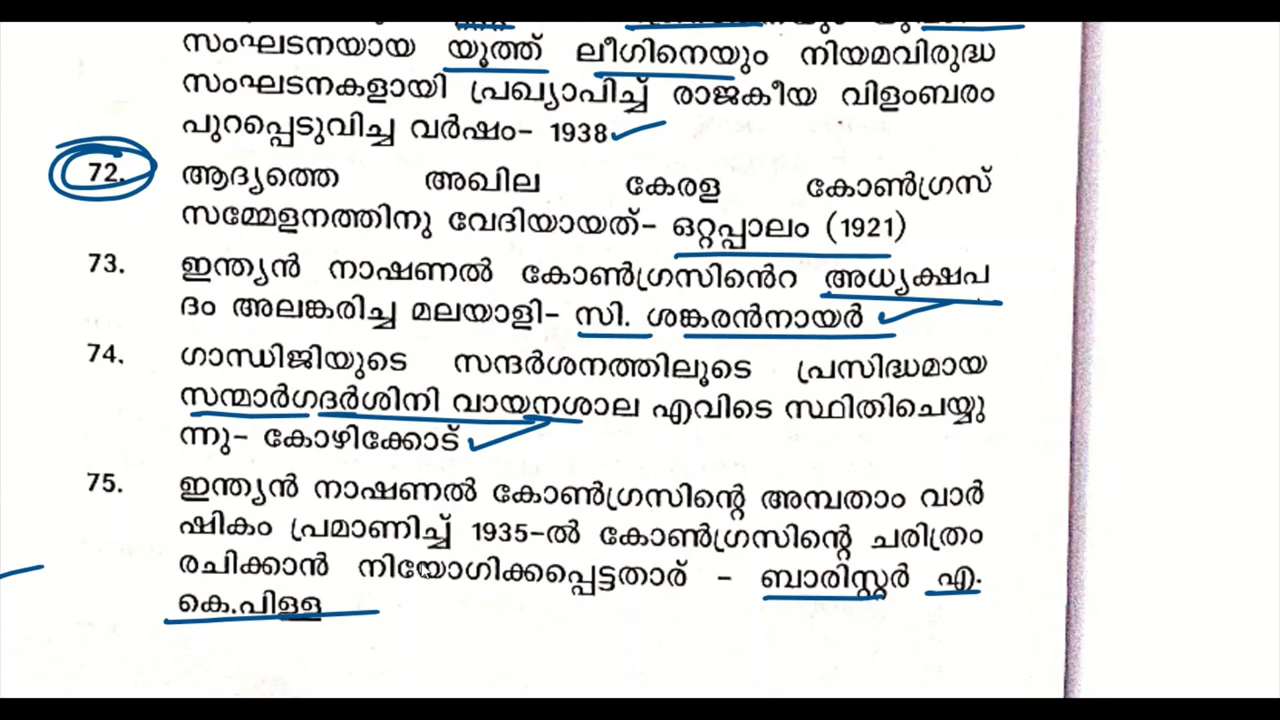 സംഘടനയായ യൂത്ത് ലീഗിനെയും നിയമവിരുദ്ധ
സംഘടനകളായി പ്രഖ്യാപിച്ച് രാജകീയ വിളംബരം
പുറപ്പെടുവിച്ച വർഷം- 1938
72. ആദ്യത്തെ അഖില കേരള കോൺഗ്രസ്
സമ്മേളനത്തിനു വേദിയായത്- ഒറ്റപ്പാലം (1921)
73. ഇന്ത്യൻ നാഷണൽ കോൺഗ്രസിൻെറ അധ്യക്ഷപ
ദം അലങ്കരിച്ച മലയാളി- സി. ശങ്കരൻനായർ
74. ഗാന്ധിജിയുടെ സന്ദർശനത്തിലൂടെ പ്രസിദ്ധമായ
സന്മാർഗദർശിനി വായനശാല എവിടെ സ്ഥിതിചെയ്യു
ന്നു- കോഴിക്കോട്
75. ഇന്ത്യൻ നാഷണൽ കോൺഗ്രസിന്റെ അമ്പതാം വാർ
ഷികം പ്രമാണിച്ച് 1935-ൽ കോൺഗ്രസിന്റെ ചരിത്രം
രചിക്കാൻ നിയോഗിക്കപ്പെട്ടതാര് - ബാരിസ്റ്റർ എ.
കെ.പിള്ള